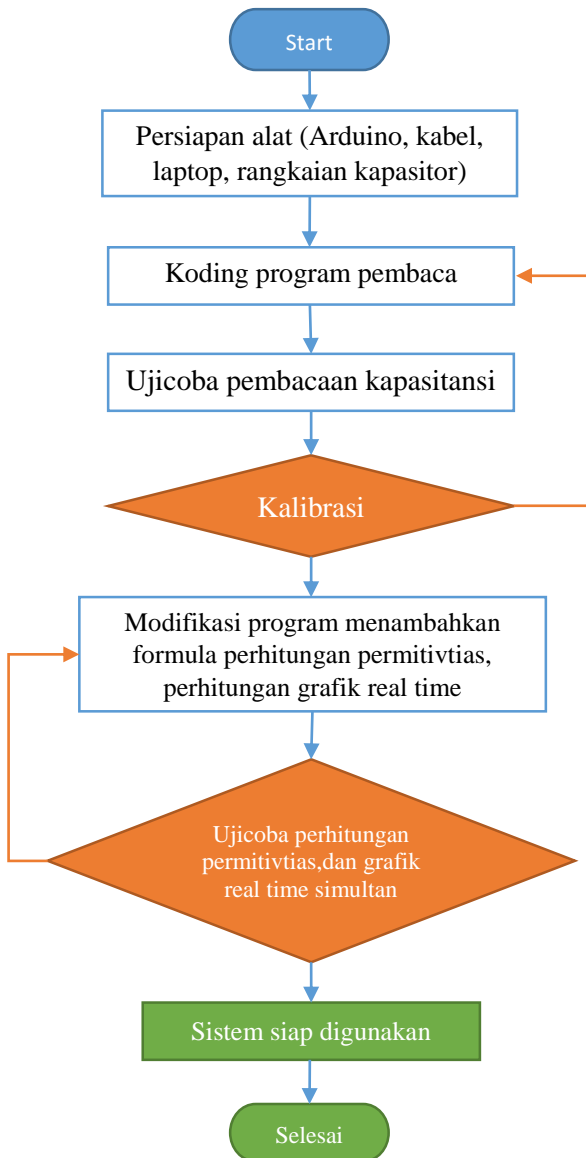 Start
Persiapan alat (Arduino, kabel,
laptop, rangkaian kapasitor)
Koding program pembaca
Ujicoba pembacaan kapasitansi
Kalibrasi
Modifikasi program menambahkan
formula perhitungan permitivtias,
perhitungan grafik real time
Ujicoba perhitungan
permitivtias,dan grafik
real time simultan
Sistem siap digunakan
Selesai